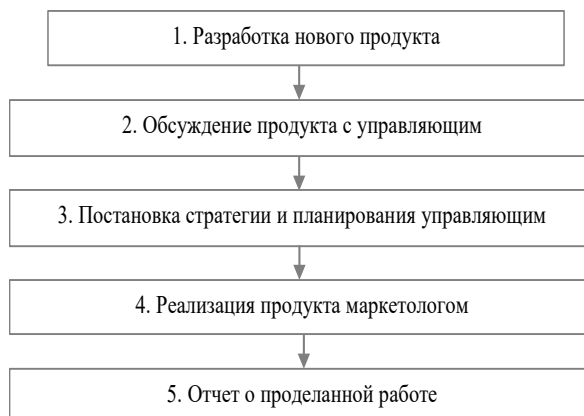 1. Разработка нового продукта
2. Обсуждение продукта с управляющим
3. Постановка стратегии и планирования управляющим
4. Реализация продукта маркетологом
5. Отчет о проделанной работе